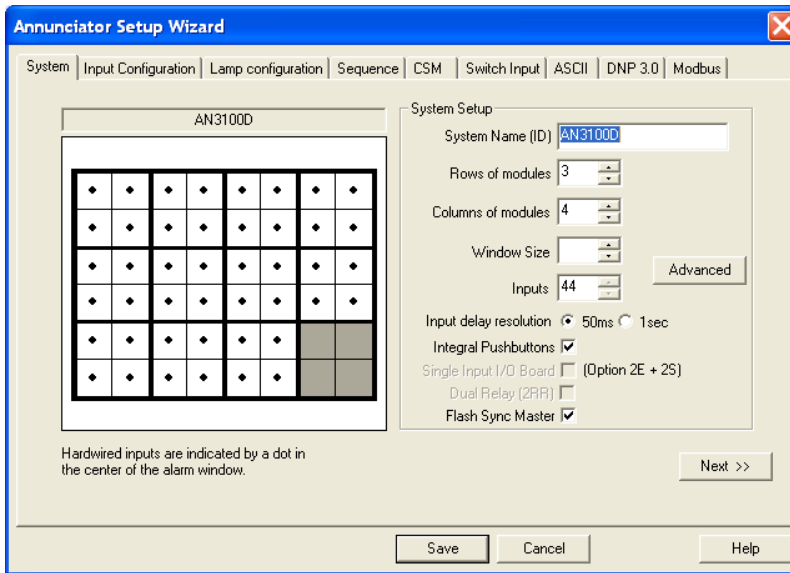 Annunciator Setup Wizard
System
Input Configuration
Lamp configuration
Sequence
CSM
Switch Input
ASCII
DNP 3.0
Modbus
AN3100D
Hardwired inputs are indicated by a dot in
the center of the alarm window.
System Setup
System Name (ID) AN3100D
Rows of modules 3
Columns of modules 4
Window Size
Advanced
Inputs 44
Input delay resolution 50ms 1sec
Integral Pushbuttons
Single Input I/O Board (Option 2E + 2S)
Dual Relay (2RR)
Flash Sync Master
Next >>
Save
Cancel
Help